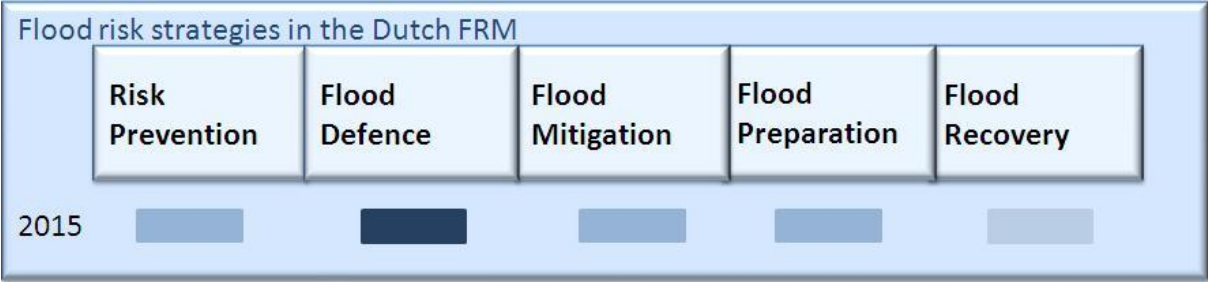 Flood risk strategies in the Dutch FRM
Risk
Prevention
Flood
Defence
Flood
Mitigation
Flood
Preparation
Flood
Recovery
2015